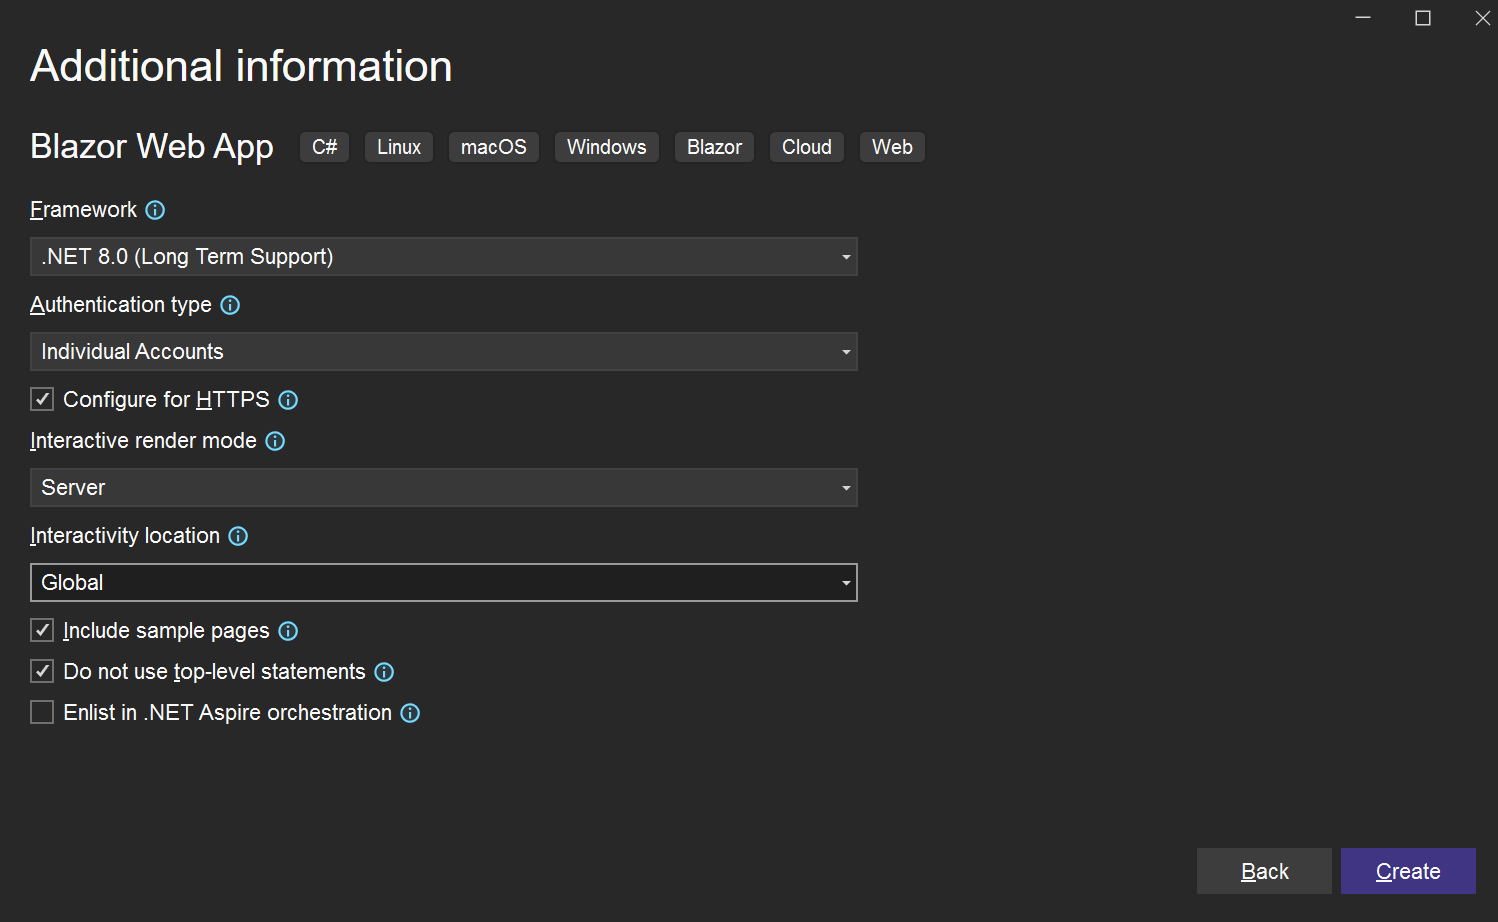 Additional information
Blazor Web App C# Linux macOS Windows Blazor Cloud Web
Framework
.NET 8.0 (Long Term Support)
Authentication type
Individual Accounts
Configure for HTTPS
Interactive render mode
Server
Interactivity location
Global
Include sample pages
Do not use top-level statements
Enlist in .NET Aspire orchestration
Back Create